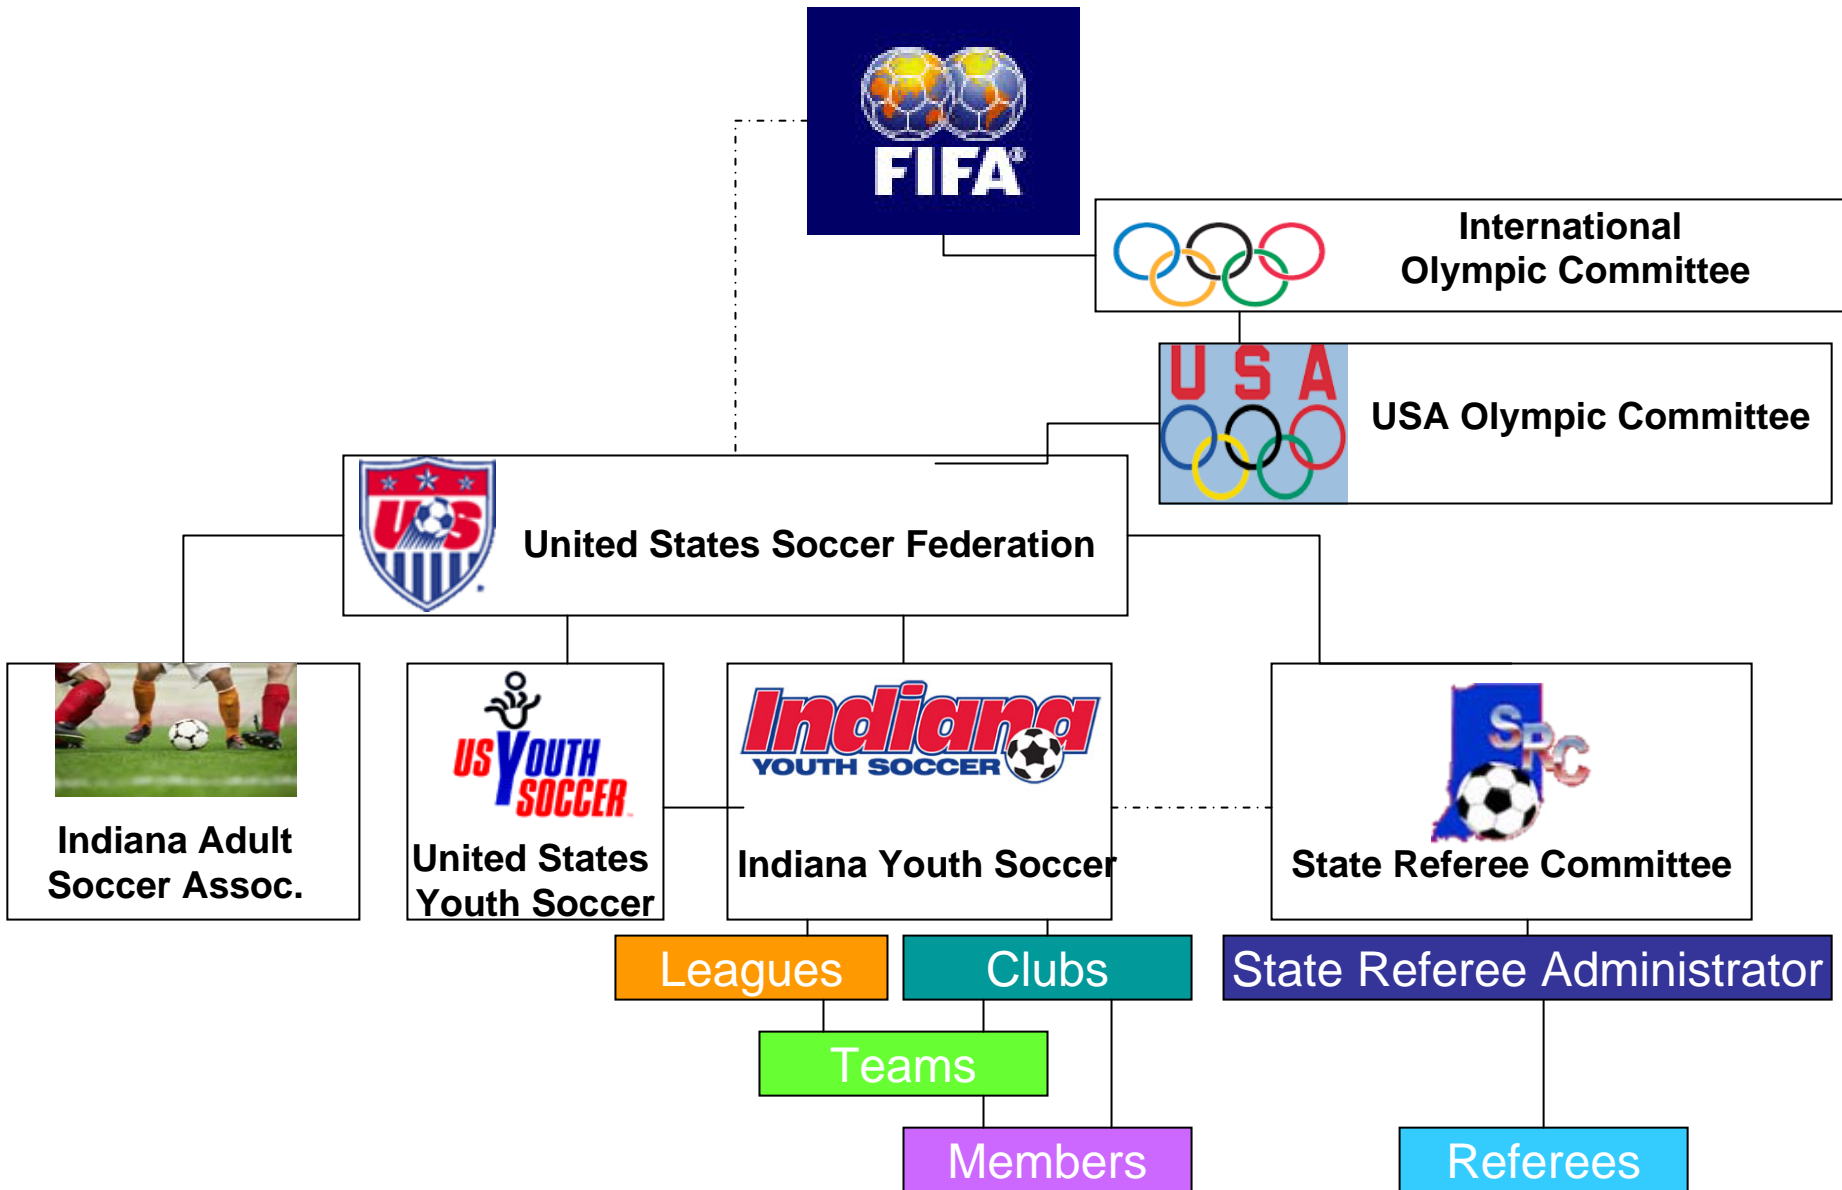 FIFA®
International
Olympic Committee
USA
USA Olympic Committee
US
United States Soccer Federation
Indiana Adult
Soccer Assoc.
US YOUTH
SOCCER
United States
Youth Soccer
Indiana
YOUTH SOCCER
Indiana Youth Soccer
SRC
State Referee Committee
Leagues
Clubs
State Referee Administrator
Teams
Members
Referees